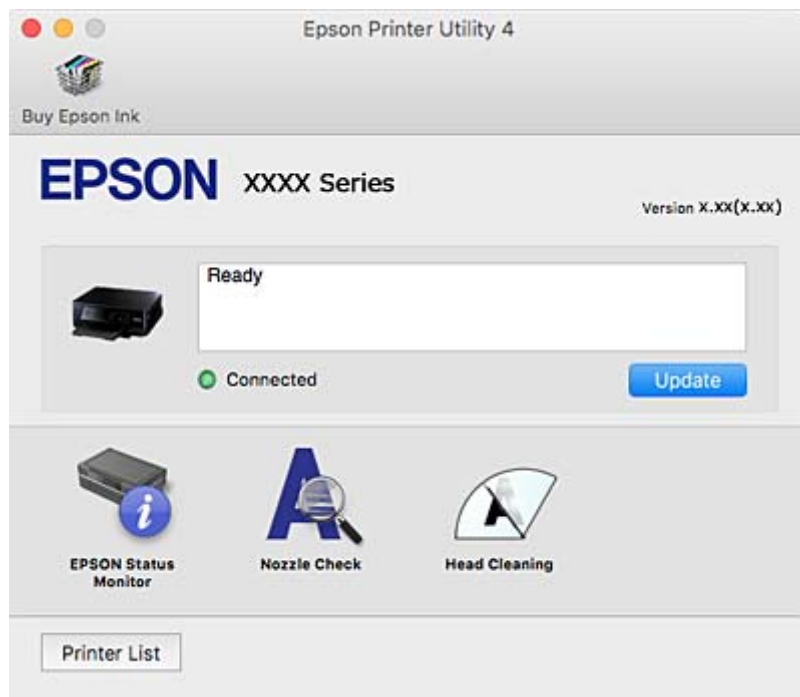 Epson Printer Utility 4
Buy Epson Ink
EPSON XXXX Series
Version X.XX(X.XX)
Ready
Connected
Update
EPSON Status
Monitor
Nozzle Check
Head Cleaning
Printer List